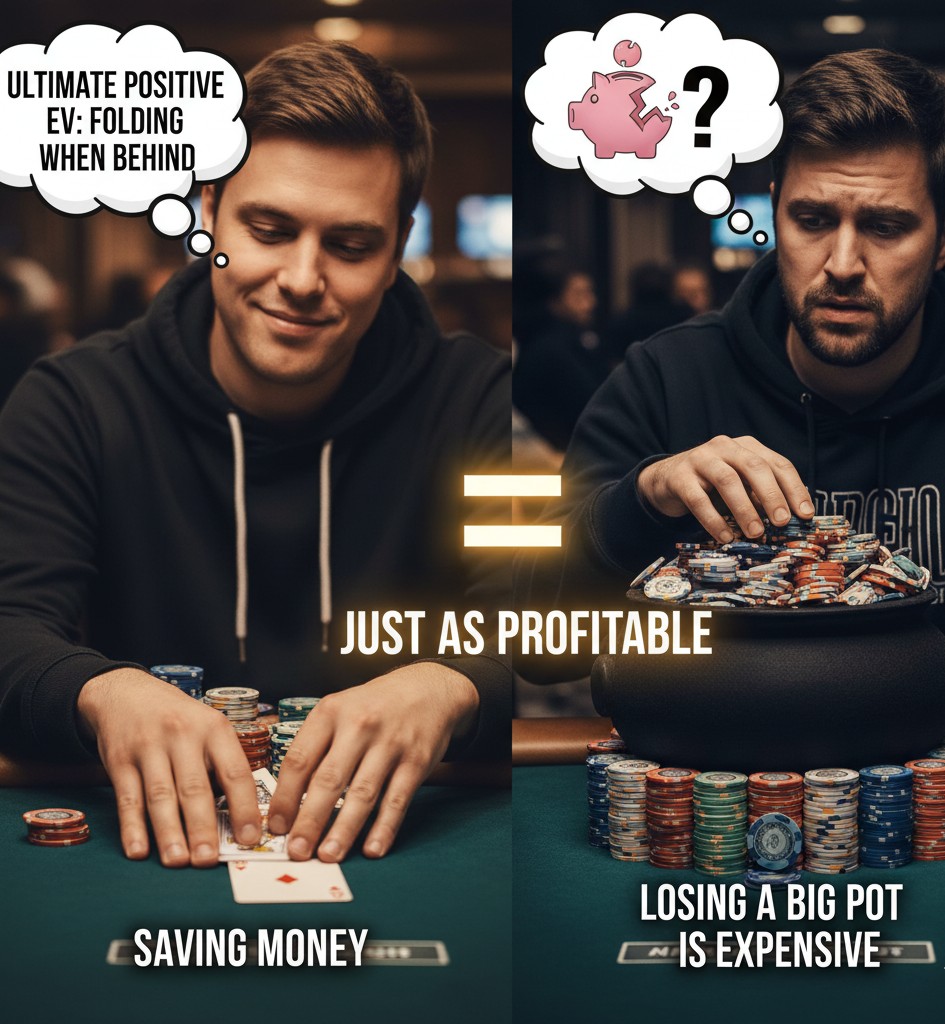 ULTIMATE POSITIVE
EV: FOLDING
WHEN BEHIND
?
=
JUST AS PROFITABLE
SAVING MONEY
LOSING A BIG POT
IS EXPENSIVE